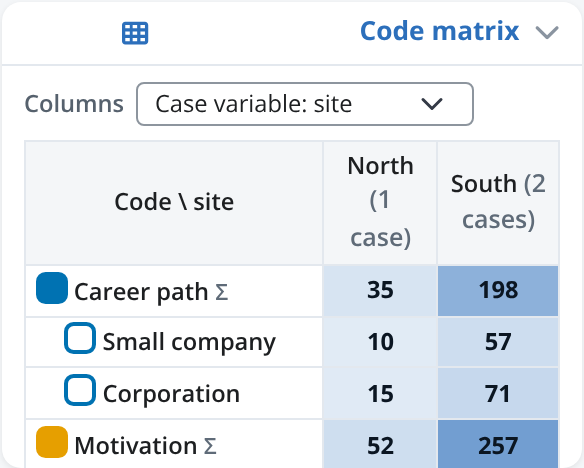 Code matrix
Columns Case variable: site
Code \ site North (1 case) South (2 cases)
Career path Σ 35 198
Small company 10 57
Corporation 15 71
Motivation Σ 52 257